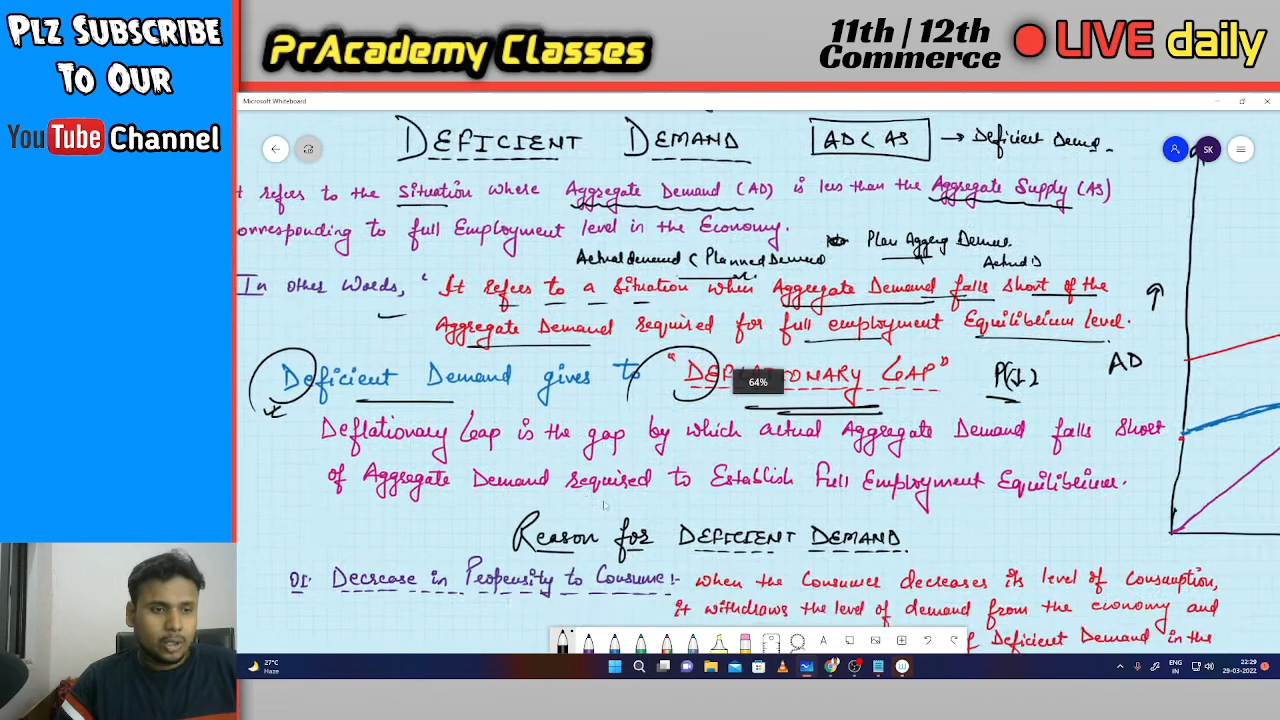 Plz Subscribe
To Our
YouTube Channel
PrAcademy Classes
11th | 12th
Commerce
LIVE daily
Microsoft Whiteboard
DEFICIENT DEMAND
AD < AS → Deficient
SK
t refers to the situation where Aggregate Demand (AD) is less than the Aggregate Supply (AS)
orresponding to full Employment level in the Economy.
Plan Demand
Actual demand < Planned Demand
In other words, " It refers to a situation when Aggregate Demand falls short of the
Aggregate Demand required for full employment Equilibrium level.
Deficient Demand gives to "DEFLATIONARY GAP" P(↓) AD
64%
Deflationary Gap is the gap by which actual Aggregate Demand falls short
of Aggregate Demand required to Establish Full Employment Equilibrium.
Reason for DEFICIENT DEMAND
01: Decrease in Propensity to Consume:- when the Consumer decreases its level of consumption,
it withdraws the level of demand from the economy and
of Deficient Demand in the
27°C
Haze
ENG
IN
22:29
29-03-2022